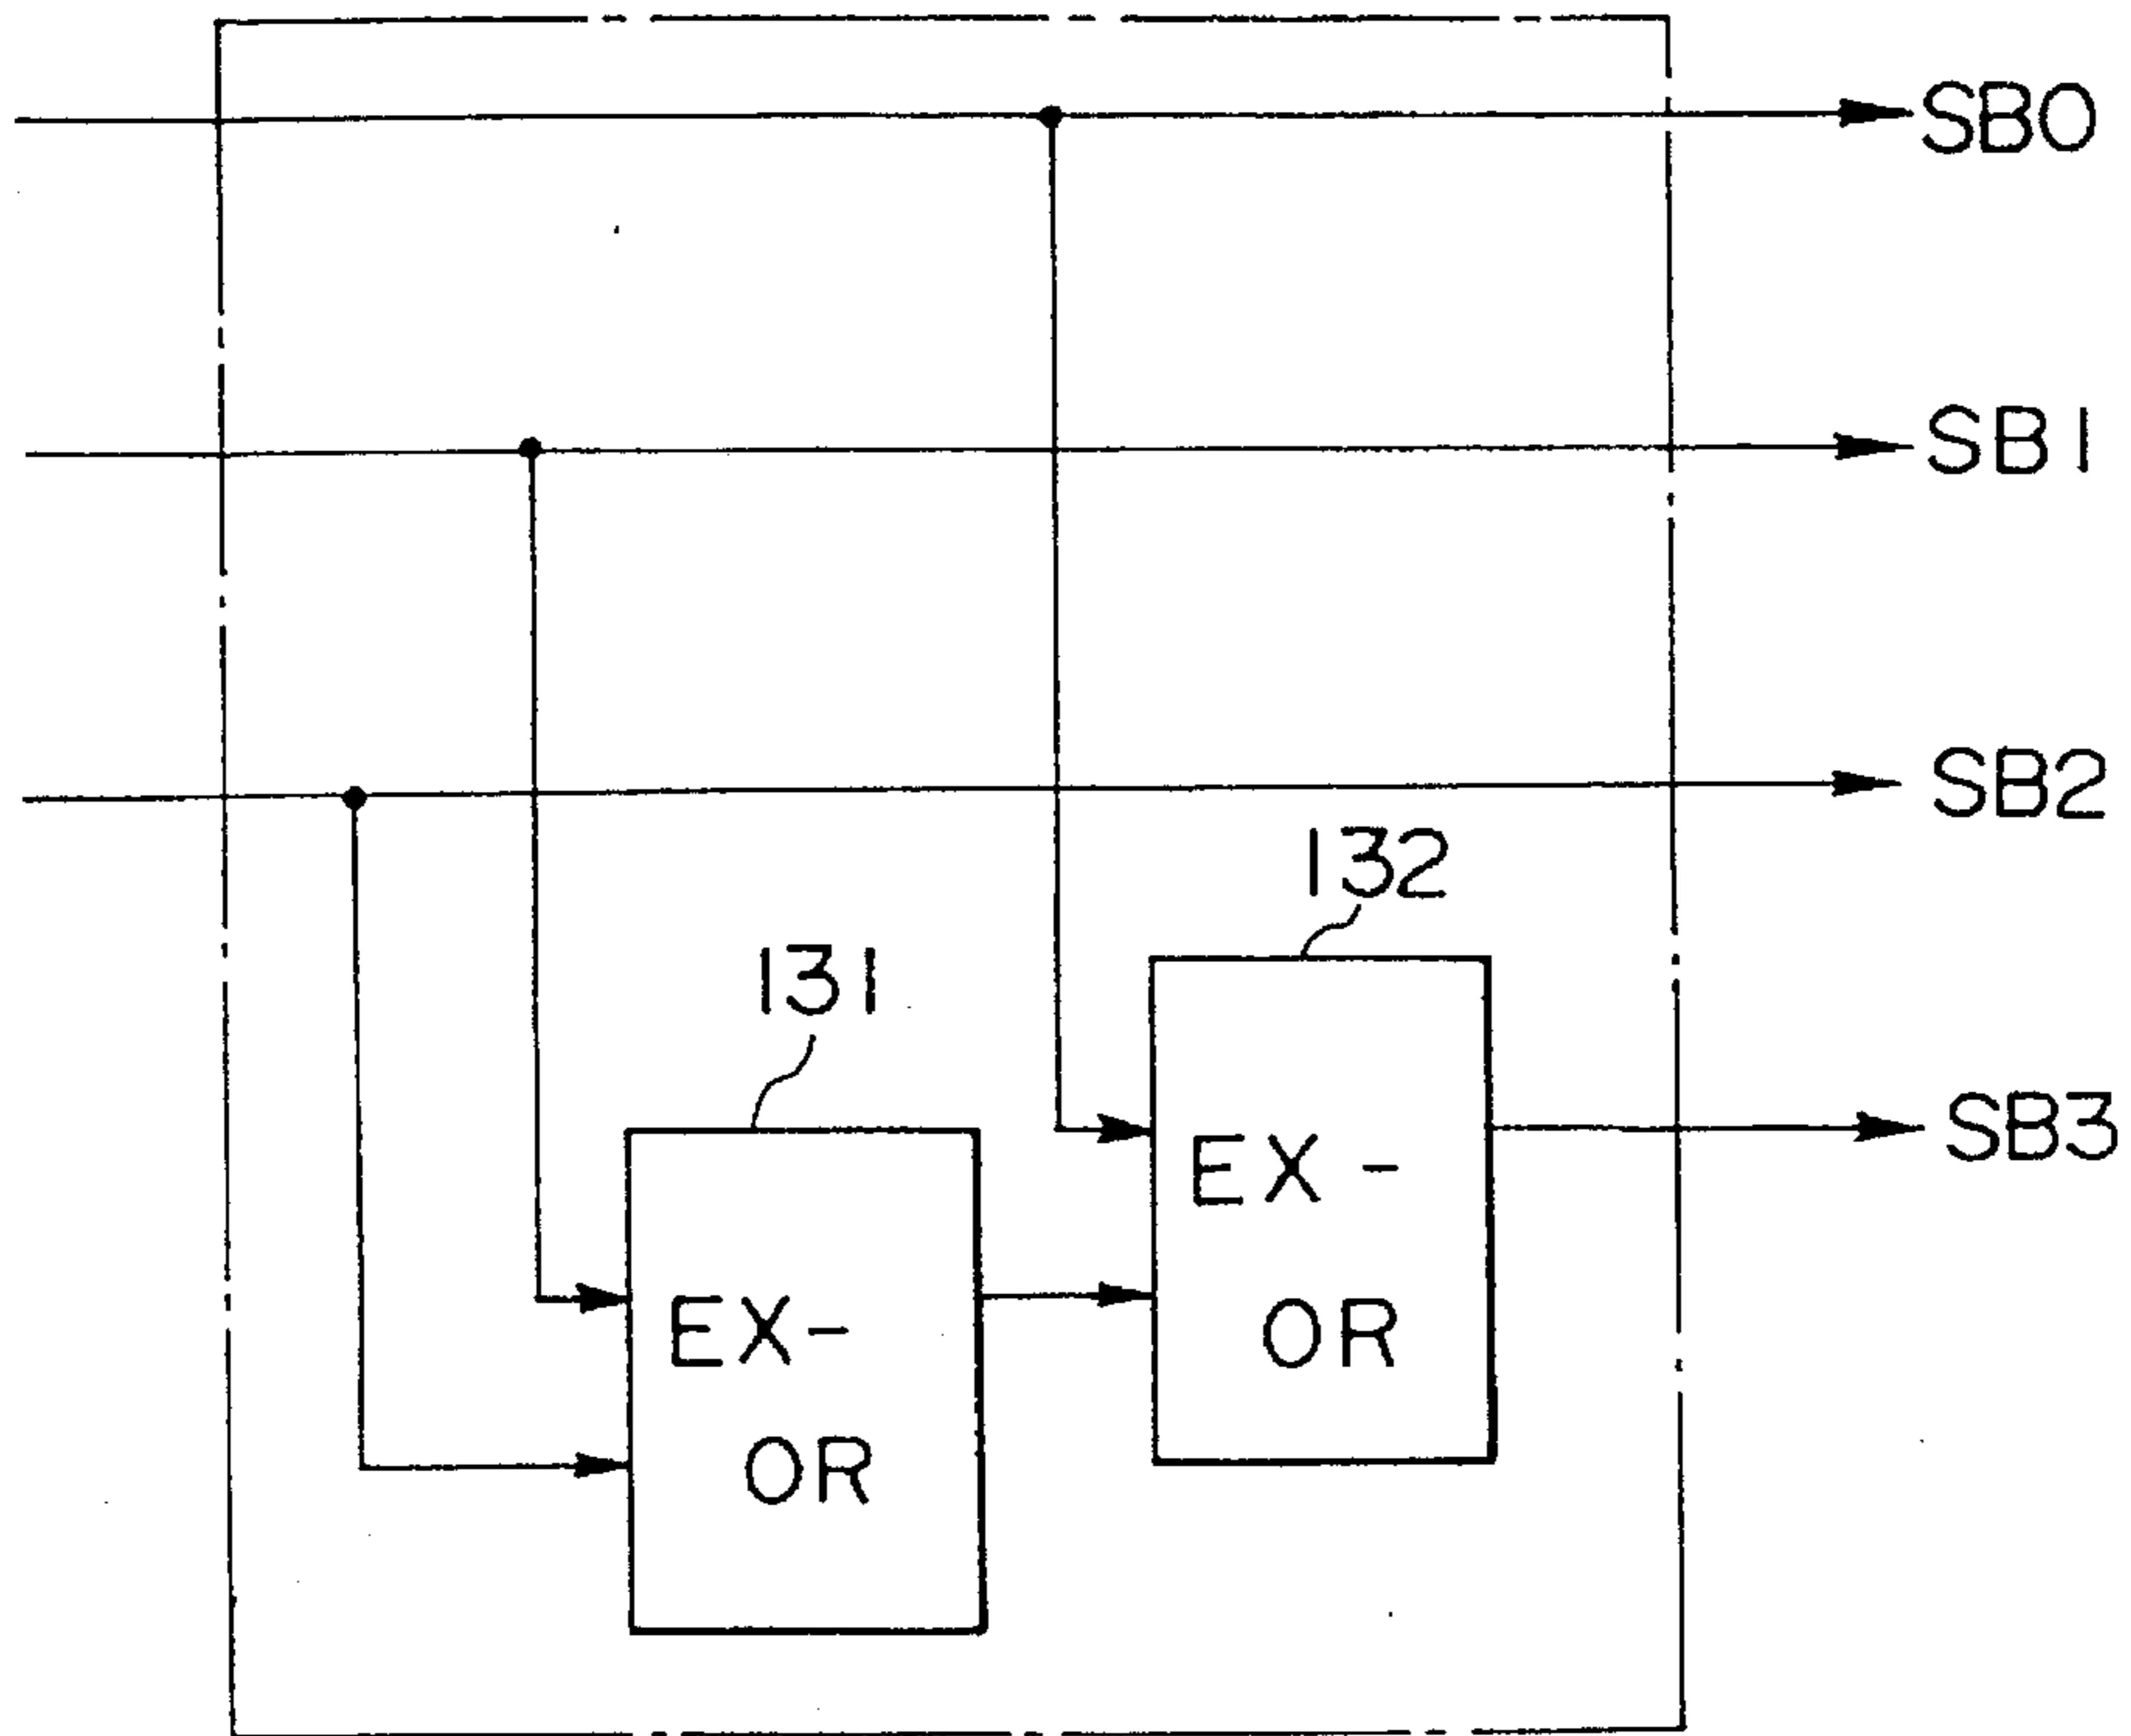 SB0
SB1
SB2
132
131
SB3
EX-
OR
EX-
OR